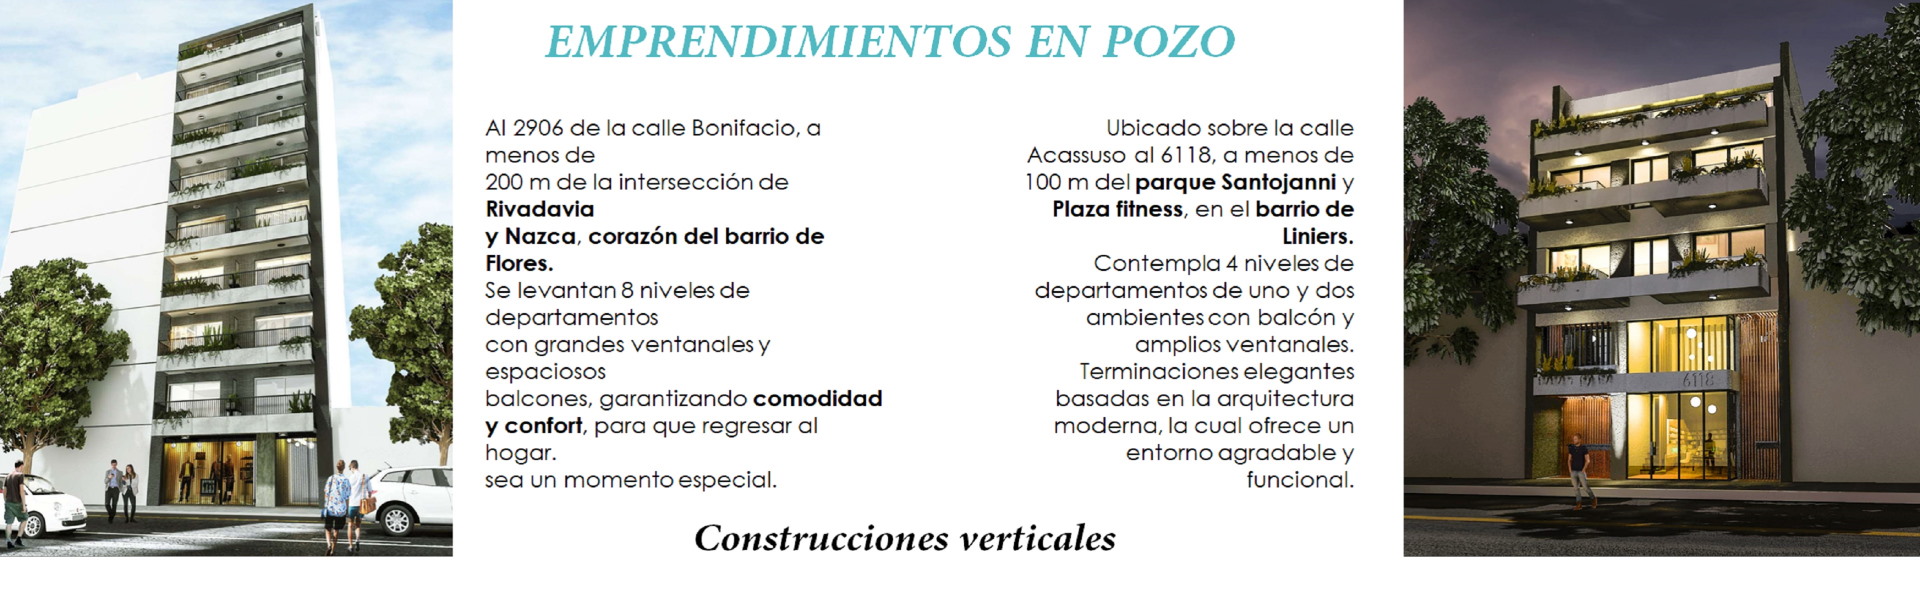 EMPRENDIMIENTOS EN POZO
Al 2906 de la calle Bonifacio, a
menos de
200 m de la intersección de
Rivadavia
y Nazca, corazón del barrio de
Flores.
Se levantan 8 niveles de
departamentos
con grandes ventanales y
espaciosos
balcones, garantizando comodidad
y confort, para que regresar al
hogar.
sea un momento especial.
Ubicado sobre la calle
Acassuso al 6118, a menos de
100 m del parque Santojanni y
Plaza fitness, en el barrio de
Liniers.
Contempla 4 niveles de
departamentos de uno y dos
ambientes con balcón y
amplios ventanales.
Terminaciones elegantes
basadas en la arquitectura
moderna, la cual ofrece un
entorno agradable y
funcional.
6118
Construcciones verticales